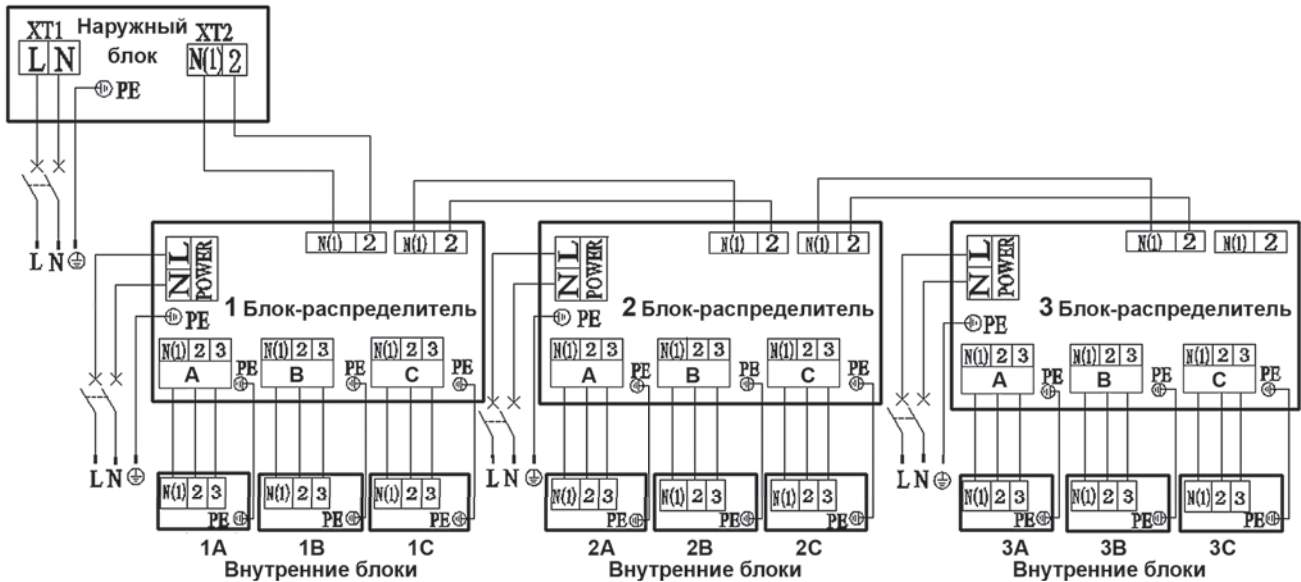 XT1 Наружный XT2
блок
L N
N(1) 2
PE
L N
N(1) 2 N(1) 2
N L
POWER
1 Блок-распределитель
PE
N(1) 2 3
A
PE
N(1) 2 3
B
PE
N(1) 2 3
C
PE
L N
N(1) 2 N(1) 2
N L
POWER
2 Блок-распределитель
PE
N(1) 2 3
A
PE
N(1) 2 3
B
PE
N(1) 2 3
C
PE
L N
N(1) 2 N(1) 2
N L
POWER
3 Блок-распределитель
PE
N(1) 2 3
A
PE
N(1) 2 3
B
PE
N(1) 2 3
C
PE
L N
N(1) 2 3
PE
N(1) 2 3
PE
N(1) 2 3
PE
N(1) 2 3
PE
N(1) 2 3
PE
N(1) 2 3
PE
N(1) 2 3
PE
N(1) 2 3
PE
N(1) 2 3
PE
1A 1B 1C 2A 2B 2C 3A 3B 3C
Внутренние блоки Внутренние блоки Внутренние блоки